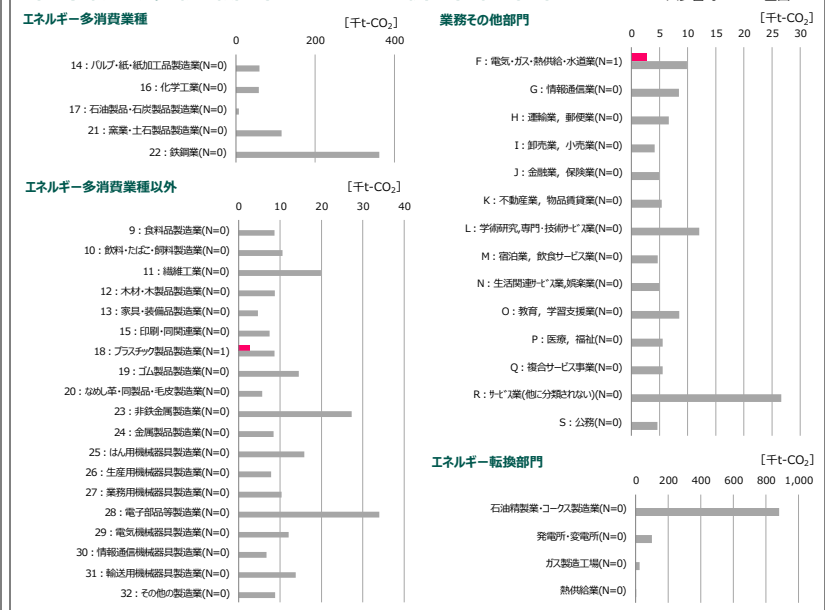 エネルギー多消費業種
[千t-CO₂]
0 200 400
14：パルプ・紙・紙加工品製造業(N=0)
16：化学工業(N=0)
17：石油製品・石炭製品製造業(N=0)
21：窯業・土石製品製造業(N=0)
22：鉄鋼業(N=0)
エネルギー多消費業種以外
[千t-CO₂]
0 10 20 30 40
9：食料品製造業(N=0)
10：飲料・たばこ・飼料製造業(N=0)
11：繊維工業(N=0)
12：木材・木製品製造業(N=0)
13：家具・装備品製造業(N=0)
15：印刷・同関連業(N=0)
18：プラスチック製品製造業(N=1)
19：ゴム製品製造業(N=0)
20：なめし革・同製品・毛皮製造業(N=0)
23：非鉄金属製造業(N=0)
24：金属製品製造業(N=0)
25：はん用機械器具製造業(N=0)
26：生産用機械器具製造業(N=0)
27：業務用機械器具製造業(N=0)
28：電子部品等製造業(N=0)
29：電気機械器具製造業(N=0)
30：情報通信機械器具製造業(N=0)
31：輸送用機械器具製造業(N=0)
32：その他の製造業(N=0)
業務その他部門
[千t-CO₂]
0 5 10 15 20 25 30
F：電気・ガス・熱供給・水道業(N=1)
G：情報通信業(N=0)
H：運輸業，郵便業(N=0)
I：卸売業，小売業(N=0)
J：金融業，保険業(N=0)
K：不動産業，物品賃貸業(N=0)
L：学術研究,専門・技術ｻｰﾋﾞｽ業(N=0)
M：宿泊業，飲食サービス業(N=0)
N：生活関連ｻｰﾋﾞｽ業,娯楽業(N=0)
O：教育，学習支援業(N=0)
P：医療，福祉(N=0)
Q：複合サービス事業(N=0)
R：ｻｰﾋﾞｽ業(他に分類されない)(N=0)
S：公務(N=0)
エネルギー転換部門
[千t-CO₂]
0 200 400 600 800 1,000
石油精製業・コークス製造業(N=0)
発電所・変電所(N=0)
ガス製造工場(N=0)
熱供給業(N=0)